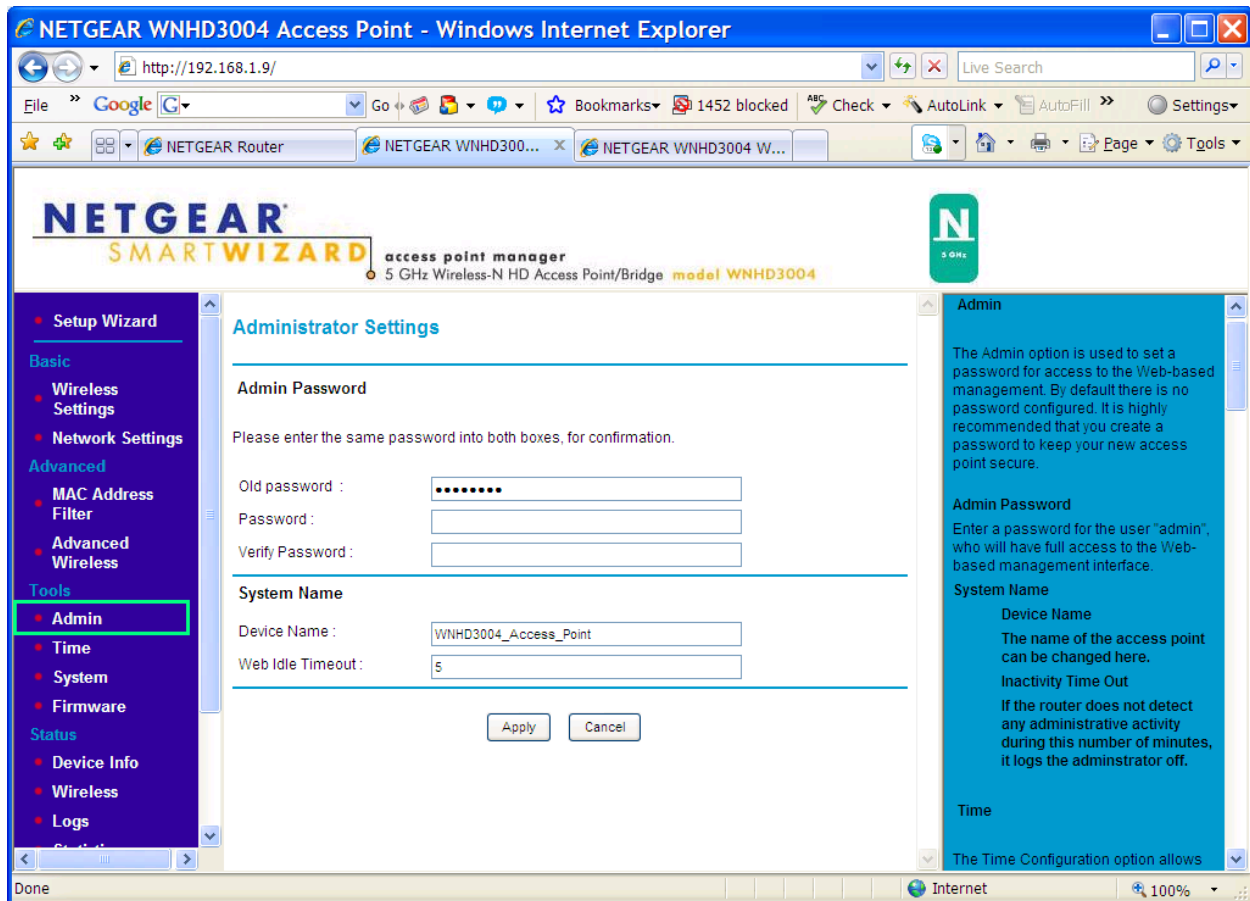 NETGEAR WNHD3004 Access Point - Windows Internet Explorer
http://192.168.1.9/
Live Search
File
»
Google
G
Go
Bookmarks
1452 blocked
ABC
Check
AutoLink
AutoFill
»
Settings
NETGEAR Router
NETGEAR WNHD300... X
NETGEAR WNHD3004 W...
Page
Tools
NETGEAR
SMARTWIZARD
access point manager
5 GHz Wireless-N HD Access Point/Bridge model WNHD3004
N
5 GHz
Setup Wizard
Basic
Wireless
Settings
Network Settings
Advanced
MAC Address
Filter
Advanced
Wireless
Tools
Admin
Time
System
Firmware
Status
Device Info
Wireless
Logs
Administrator Settings
Admin Password
Please enter the same password into both boxes, for confirmation.
Old password :
Password :
Verify Password :
System Name
Device Name : WNHD3004_Access_Point
Web Idle Timeout : 5
Apply
Cancel
Admin
The Admin option is used to set a
password for access to the Web-based
management. By default there is no
password configured. It is highly
recommended that you create a
password to keep your new access
point secure.
Admin Password
Enter a password for the user "admin",
who will have full access to the Web-
based management interface.
System Name
Device Name
The name of the access point
can be changed here.
Inactivity Time Out
If the router does not detect
any administrative activity
during this number of minutes,
it logs the adminstrator off.
Time
The Time Configuration option allows
Done
Internet
100%